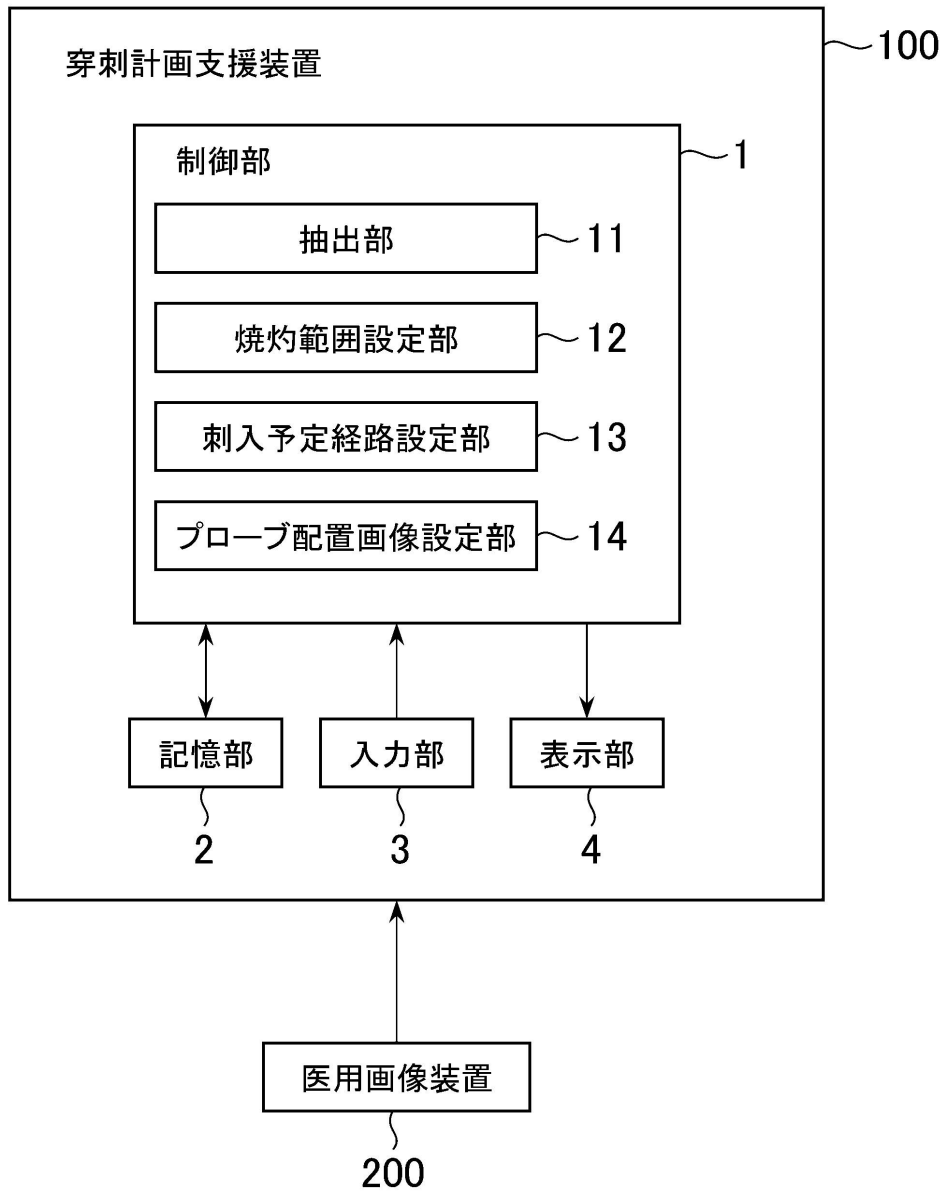 100
穿刺計画支援装置
制御部
1
抽出部
11
焼灼範囲設定部
12
刺入予定経路設定部
13
プローブ配置画像設定部
14
記憶部
入力部
表示部
2
3
4
医用画像装置
200